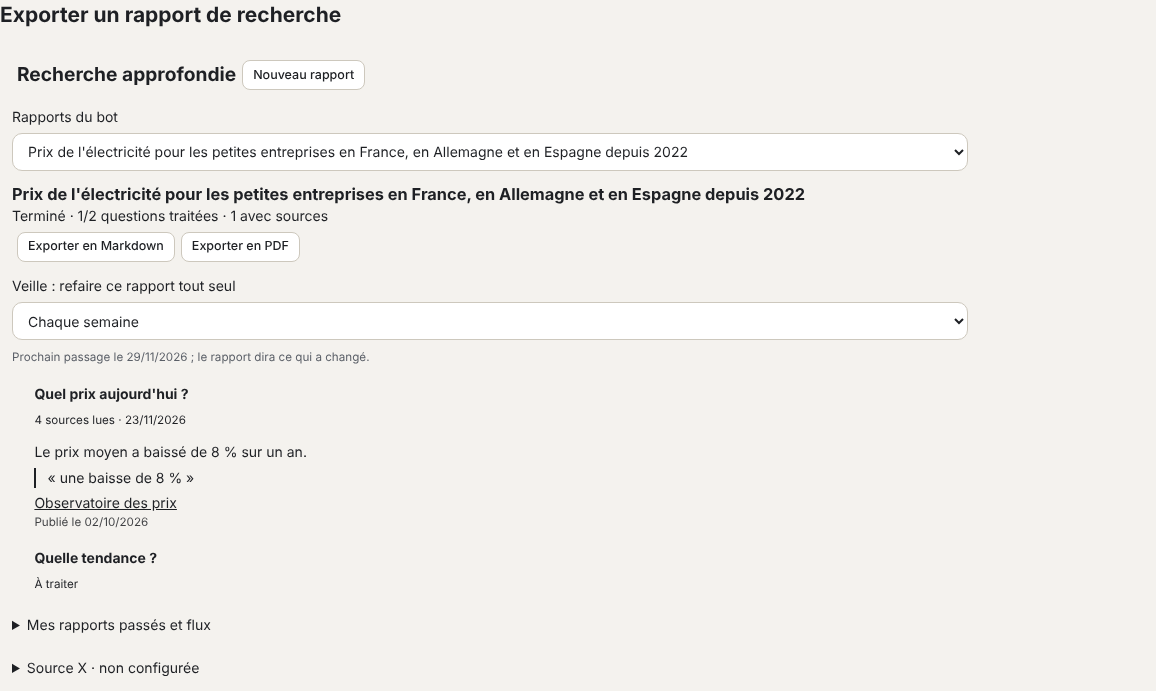 Exporter un rapport de recherche
Recherche approfondie
Nouveau rapport
Rapports du bot
Prix de l'électricité pour les petites entreprises en France, en Allemagne et en Espagne depuis 2022
Prix de l'électricité pour les petites entreprises en France, en Allemagne et en Espagne depuis 2022
Terminé · 1/2 questions traitées · 1 avec sources
Exporter en Markdown
Exporter en PDF
Veille : refaire ce rapport tout seul
Chaque semaine
Prochain passage le 29/11/2026 ; le rapport dira ce qui a changé.
Quel prix aujourd'hui ?
4 sources lues · 23/11/2026
Le prix moyen a baissé de 8 % sur un an.
« une baisse de 8 % »
Observatoire des prix
Publié le 02/10/2026
Quelle tendance ?
À traiter
Mes rapports passés et flux
Source X · non configurée